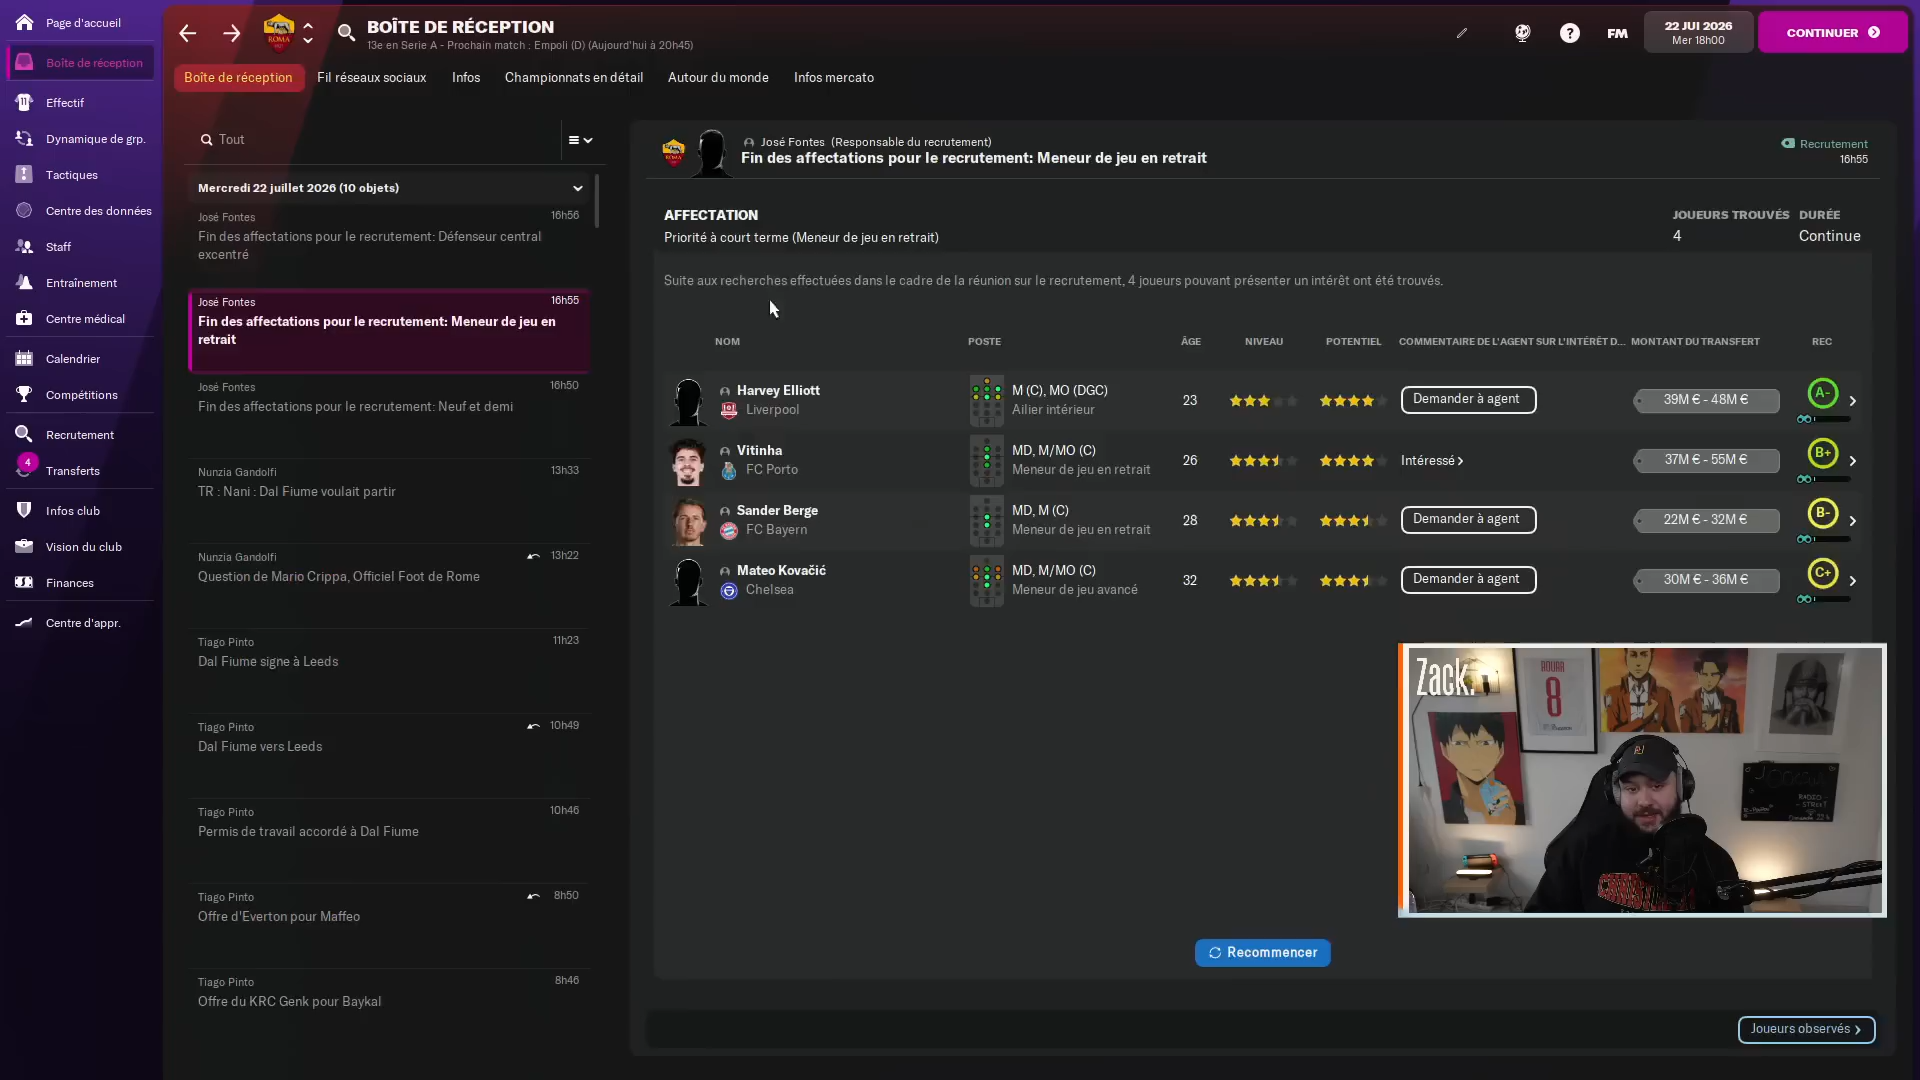 Page d'accueil
Boîte de réception
Effectif
Dynamique de grp.
Tactiques
Centre des données
Staff
Entraînement
Centre médical
Calendrier
Compétitions
Recrutement
4
Transferts
Infos club
Vision du club
Finances
Centre d'appr.
ROMA
BOÎTE DE RÉCEPTION
13e en Serie A - Prochain match : Empoli (D) (Aujourd'hui à 20h45)
?
FM
22 JUI 2026
Mer 18h00
CONTINUER
Boîte de réception
Fil réseaux sociaux
Infos
Championnats en détail
Autour du monde
Infos mercato
Tout
Mercredi 22 juillet 2026 (10 objets)
José Fontes 16h56
Fin des affectations pour le recrutement: Défenseur central
excentré
José Fontes 16h55
Fin des affectations pour le recrutement: Meneur de jeu en
retrait
José Fontes 16h50
Fin des affectations pour le recrutement: Neuf et demi
Nunzia Gandolfi 13h33
TR : Nani : Dal Fiume voulait partir
Nunzia Gandolfi 13h22
Question de Mario Crippa, Officiel Foot de Rome
Tiago Pinto 11h23
Dal Fiume signe à Leeds
Tiago Pinto 10h49
Dal Fiume vers Leeds
Tiago Pinto 10h46
Permis de travail accordé à Dal Fiume
Tiago Pinto 8h50
Offre d'Everton pour Maffeo
Tiago Pinto 8h46
Offre du KRC Genk pour Baykal
ROMA
José Fontes (Responsable du recrutement)
Fin des affectations pour le recrutement: Meneur de jeu en retrait
Recrutement
16h55
AFFECTATION
Priorité à court terme (Meneur de jeu en retrait)
JOUEURS TROUVÉS DURÉE
4 Continue
Suite aux recherches effectuées dans le cadre de la réunion sur le recrutement, 4 joueurs pouvant présenter un intérêt ont été trouvés.
NOM POSTE ÂGE NIVEAU POTENTIEL COMMENTAIRE DE L'AGENT SUR L'INTÉRÊT D... MONTANT DU TRANSFERT REC
Harvey Elliott M (C), MO (DGC) 23 Demander à agent 39M € - 48M € A-
Liverpool Ailier intérieur
Vitinha MD, M/MO (C) 26 Intéressé 37M € - 55M € B+
FC Porto Meneur de jeu en retrait
Sander Berge MD, M (C) 28 Demander à agent 22M € - 32M € B-
FC Bayern Meneur de jeu en retrait
Mateo Kovačić MD, M/MO (C) 32 Demander à agent 30M € - 36M € C+
Chelsea Meneur de jeu avancé
Zack.
AOUAR
8
Recommencer
Joueurs observés